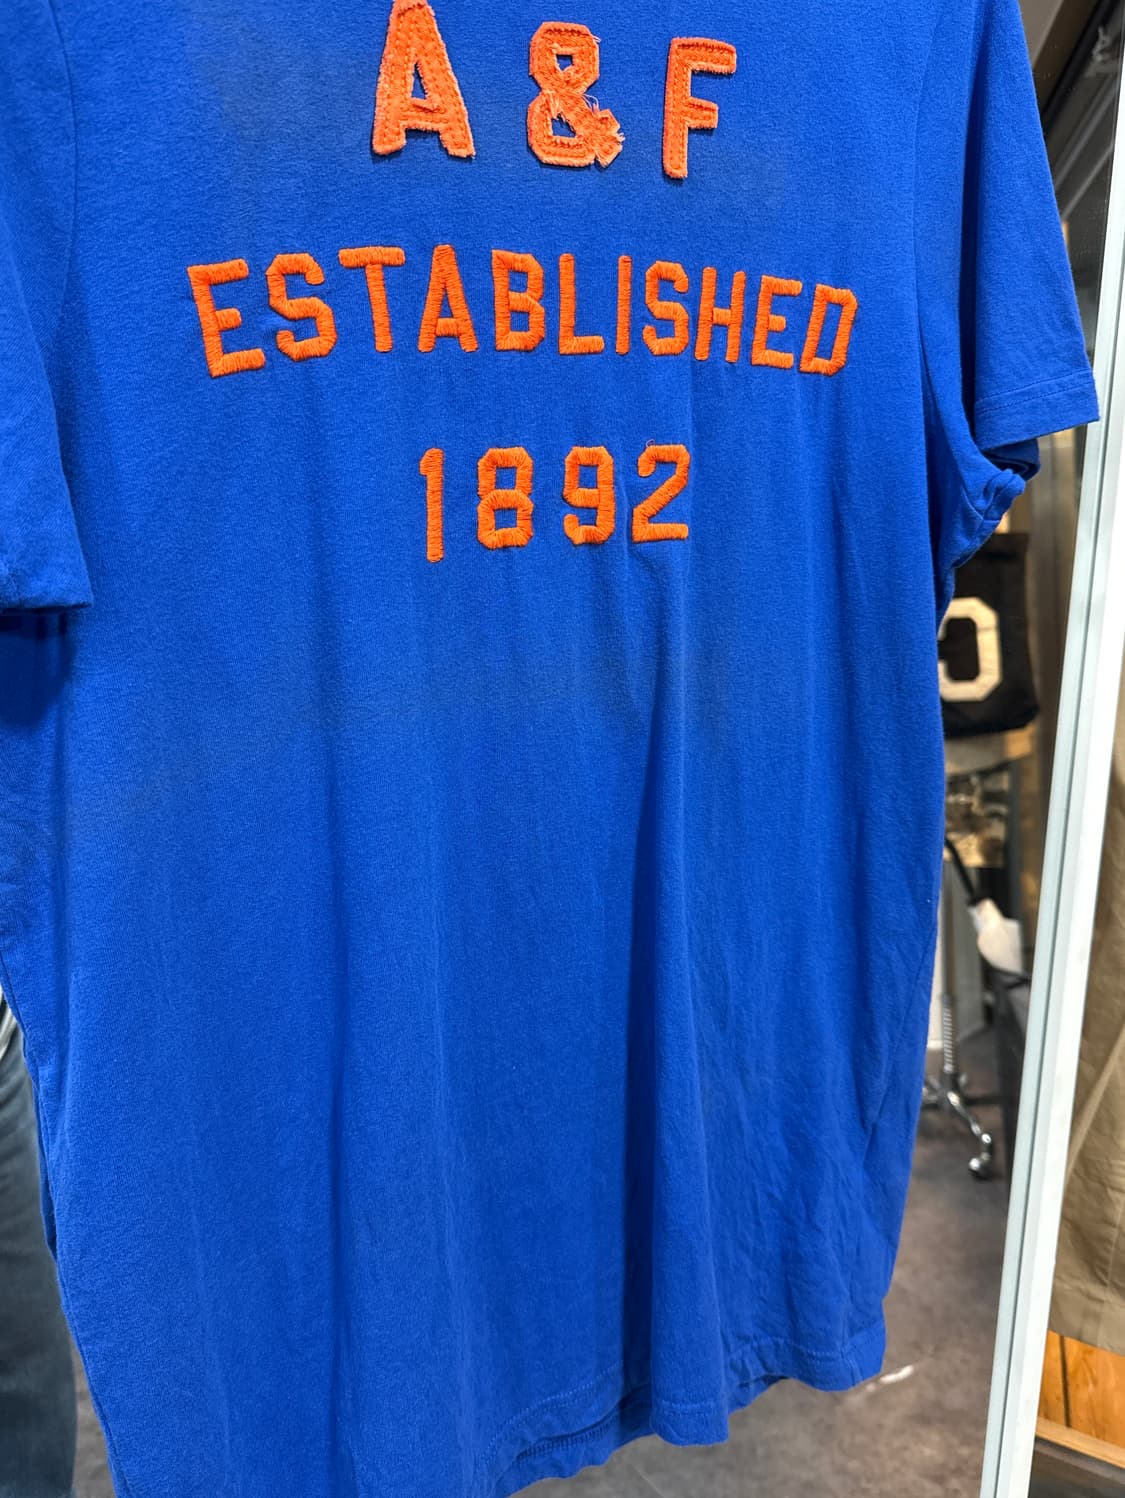 A & F
ESTABLISHED
1892